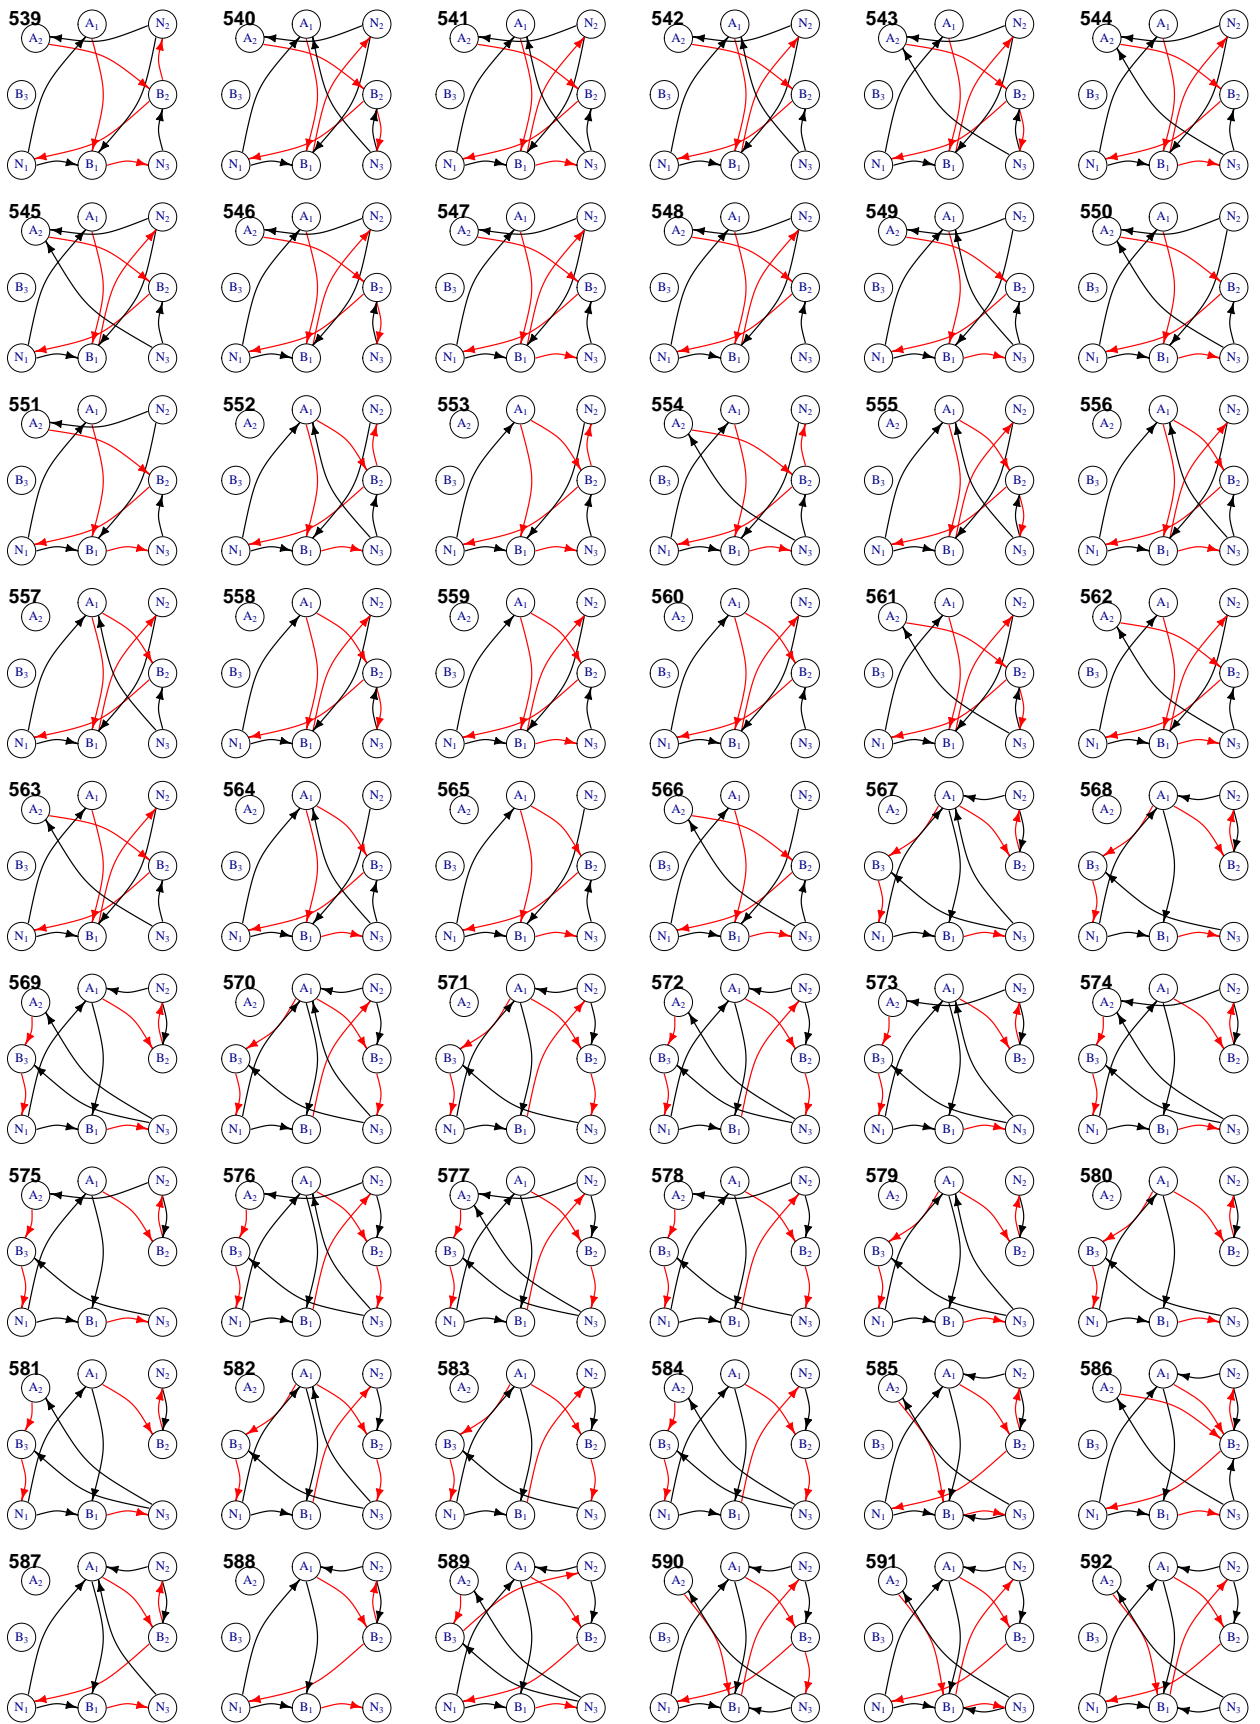 539 A₁ N₂ 540 A₁ N₂ 541 A₁ N₂ 542 A₁ N₂ 543 A₁ N₂ 544 A₁ N₂
A₂ A₂ A₂ A₂ A₂ A₂
B₃ B₂ B₃ B₂ B₃ B₂ B₃ B₂ B₃ B₂ B₃ B₂
N₁ B₁ N₃ N₁ B₁ N₃ N₁ B₁ N₃ N₁ B₁ N₃ N₁ B₁ N₃ N₁ B₁ N₃
545 A₁ N₂ 546 A₁ N₂ 547 A₁ N₂ 548 A₁ N₂ 549 A₁ N₂ 550 A₁ N₂
A₂ A₂ A₂ A₂ A₂ A₂
B₃ B₂ B₃ B₂ B₃ B₂ B₃ B₂ B₃ B₂ B₃ B₂
N₁ B₁ N₃ N₁ B₁ N₃ N₁ B₁ N₃ N₁ B₁ N₃ N₁ B₁ N₃ N₁ B₁ N₃
551 A₁ N₂ 552 A₁ N₂ 553 A₁ N₂ 554 A₁ N₂ 555 A₁ N₂ 556 A₁ N₂
A₂ A₂ A₂ A₂ A₂ A₂
B₃ B₂ B₃ B₂ B₃ B₂ B₃ B₂ B₃ B₂ B₃ B₂
N₁ B₁ N₃ N₁ B₁ N₃ N₁ B₁ N₃ N₁ B₁ N₃ N₁ B₁ N₃ N₁ B₁ N₃
557 A₁ N₂ 558 A₁ N₂ 559 A₁ N₂ 560 A₁ N₂ 561 A₁ N₂ 562 A₁ N₂
A₂ A₂ A₂ A₂ A₂ A₂
B₃ B₂ B₃ B₂ B₃ B₂ B₃ B₂ B₃ B₂ B₃ B₂
N₁ B₁ N₃ N₁ B₁ N₃ N₁ B₁ N₃ N₁ B₁ N₃ N₁ B₁ N₃ N₁ B₁ N₃
563 A₁ N₂ 564 A₁ N₂ 565 A₁ N₂ 566 A₁ N₂ 567 A₁ N₂ 568 A₁ N₂
A₂ A₂ A₂ A₂ A₂ A₂
B₃ B₂ B₃ B₂ B₃ B₂ B₃ B₂ B₃ B₂ B₃ B₂
N₁ B₁ N₃ N₁ B₁ N₃ N₁ B₁ N₃ N₁ B₁ N₃ N₁ B₁ N₃ N₁ B₁ N₃
569 A₁ N₂ 570 A₁ N₂ 571 A₁ N₂ 572 A₁ N₂ 573 A₁ N₂ 574 A₁ N₂
A₂ A₂ A₂ A₂ A₂ A₂
B₃ B₂ B₃ B₂ B₃ B₂ B₃ B₂ B₃ B₂ B₃ B₂
N₁ B₁ N₃ N₁ B₁ N₃ N₁ B₁ N₃ N₁ B₁ N₃ N₁ B₁ N₃ N₁ B₁ N₃
575 A₁ N₂ 576 A₁ N₂ 577 A₁ N₂ 578 A₁ N₂ 579 A₁ N₂ 580 A₁ N₂
A₂ A₂ A₂ A₂ A₂ A₂
B₃ B₂ B₃ B₂ B₃ B₂ B₃ B₂ B₃ B₂ B₃ B₂
N₁ B₁ N₃ N₁ B₁ N₃ N₁ B₁ N₃ N₁ B₁ N₃ N₁ B₁ N₃ N₁ B₁ N₃
581 A₁ N₂ 582 A₁ N₂ 583 A₁ N₂ 584 A₁ N₂ 585 A₁ N₂ 586 A₁ N₂
A₂ A₂ A₂ A₂ A₂ A₂
B₃ B₂ B₃ B₂ B₃ B₂ B₃ B₂ B₃ B₂ B₃ B₂
N₁ B₁ N₃ N₁ B₁ N₃ N₁ B₁ N₃ N₁ B₁ N₃ N₁ B₁ N₃ N₁ B₁ N₃
587 A₁ N₂ 588 A₁ N₂ 589 A₁ N₂ 590 A₁ N₂ 591 A₁ N₂ 592 A₁ N₂
A₂ A₂ A₂ A₂ A₂ A₂
B₃ B₂ B₃ B₂ B₃ B₂ B₃ B₂ B₃ B₂ B₃ B₂
N₁ B₁ N₃ N₁ B₁ N₃ N₁ B₁ N₃ N₁ B₁ N₃ N₁ B₁ N₃ N₁ B₁ N₃